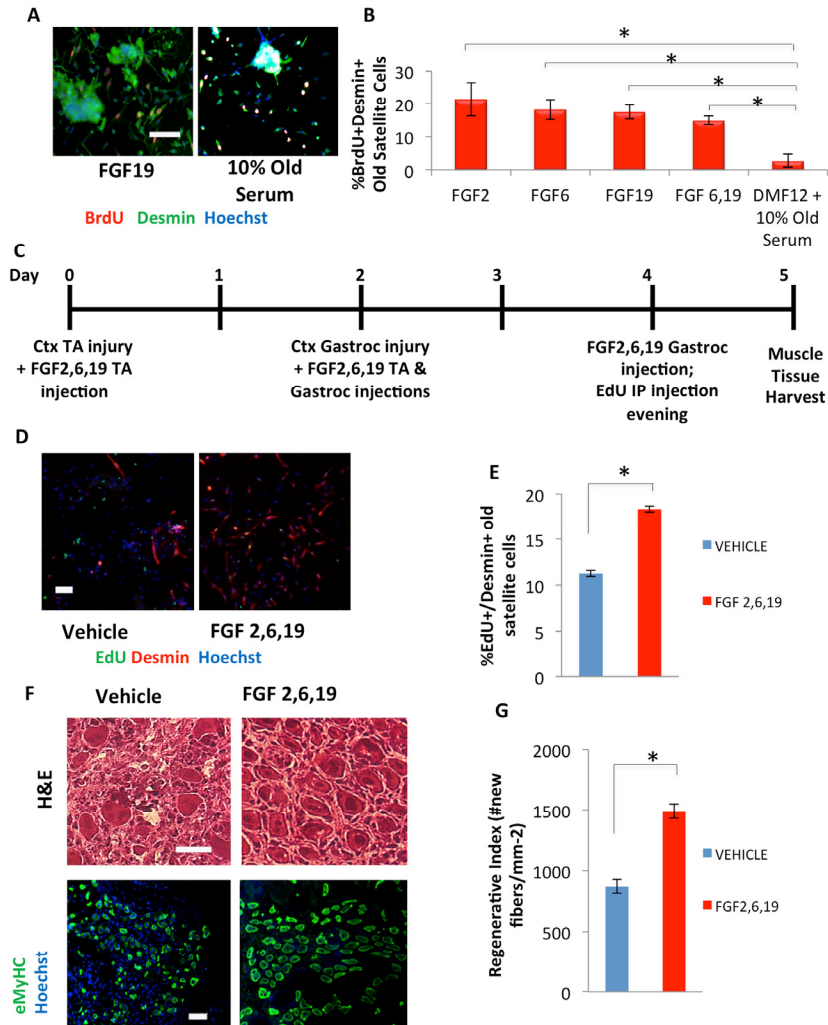 A
FGF19
10% Old
Serum
BrdU Desmin Hoechst
B
%BrdU+Desmin+
Old Satellite Cells
30
20
10
0
*
*
*
*
FGF2
FGF6
FGF19
FGF 6,19
DMF12 +
10% Old
Serum
C
Day
0
1
2
3
4
5
Ctx TA injury
+ FGF2,6,19 TA
injection
Ctx Gastroc injury
+ FGF2,6,19 TA &
Gastroc injections
FGF2,6,19 Gastroc
injection;
EdU IP injection
evening
Muscle
Tissue
Harvest
D
Vehicle
FGF 2,6,19
EdU Desmin Hoechst
E
%EdU+/Desmin+ old
satellite cells
20
15
10
5
0
*
VEHICLE
FGF 2,6,19
F
Vehicle
FGF 2,6,19
H&E
eMyHC
Hoechst
G
Regenerative Index (#new
fibers/mm-2)
2000
1500
1000
500
0
*
VEHICLE
FGF2,6,19